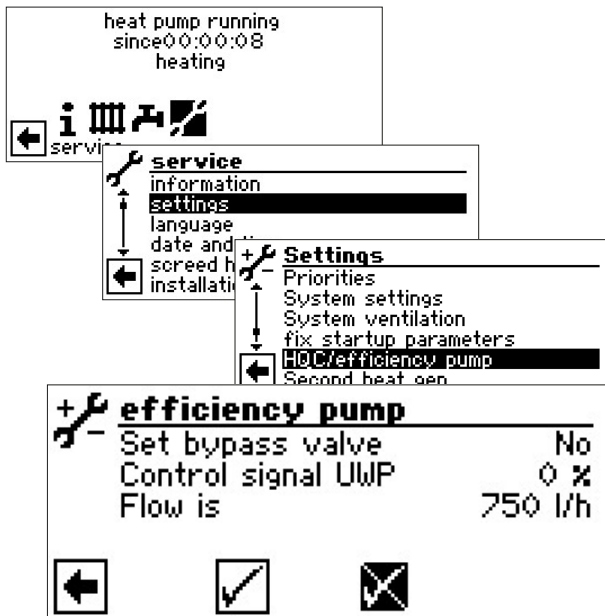 heat pump running
since00:00:08
heating
service
information
settings
language
date and
screed h
Settings
Priorities
System settings
System ventilation
fix startup parameters
HQC/efficiency pump
Second heat gen
efficiency pump
Set bypass valve No
Control signal UWP 0 %
Flow is 750 l/h